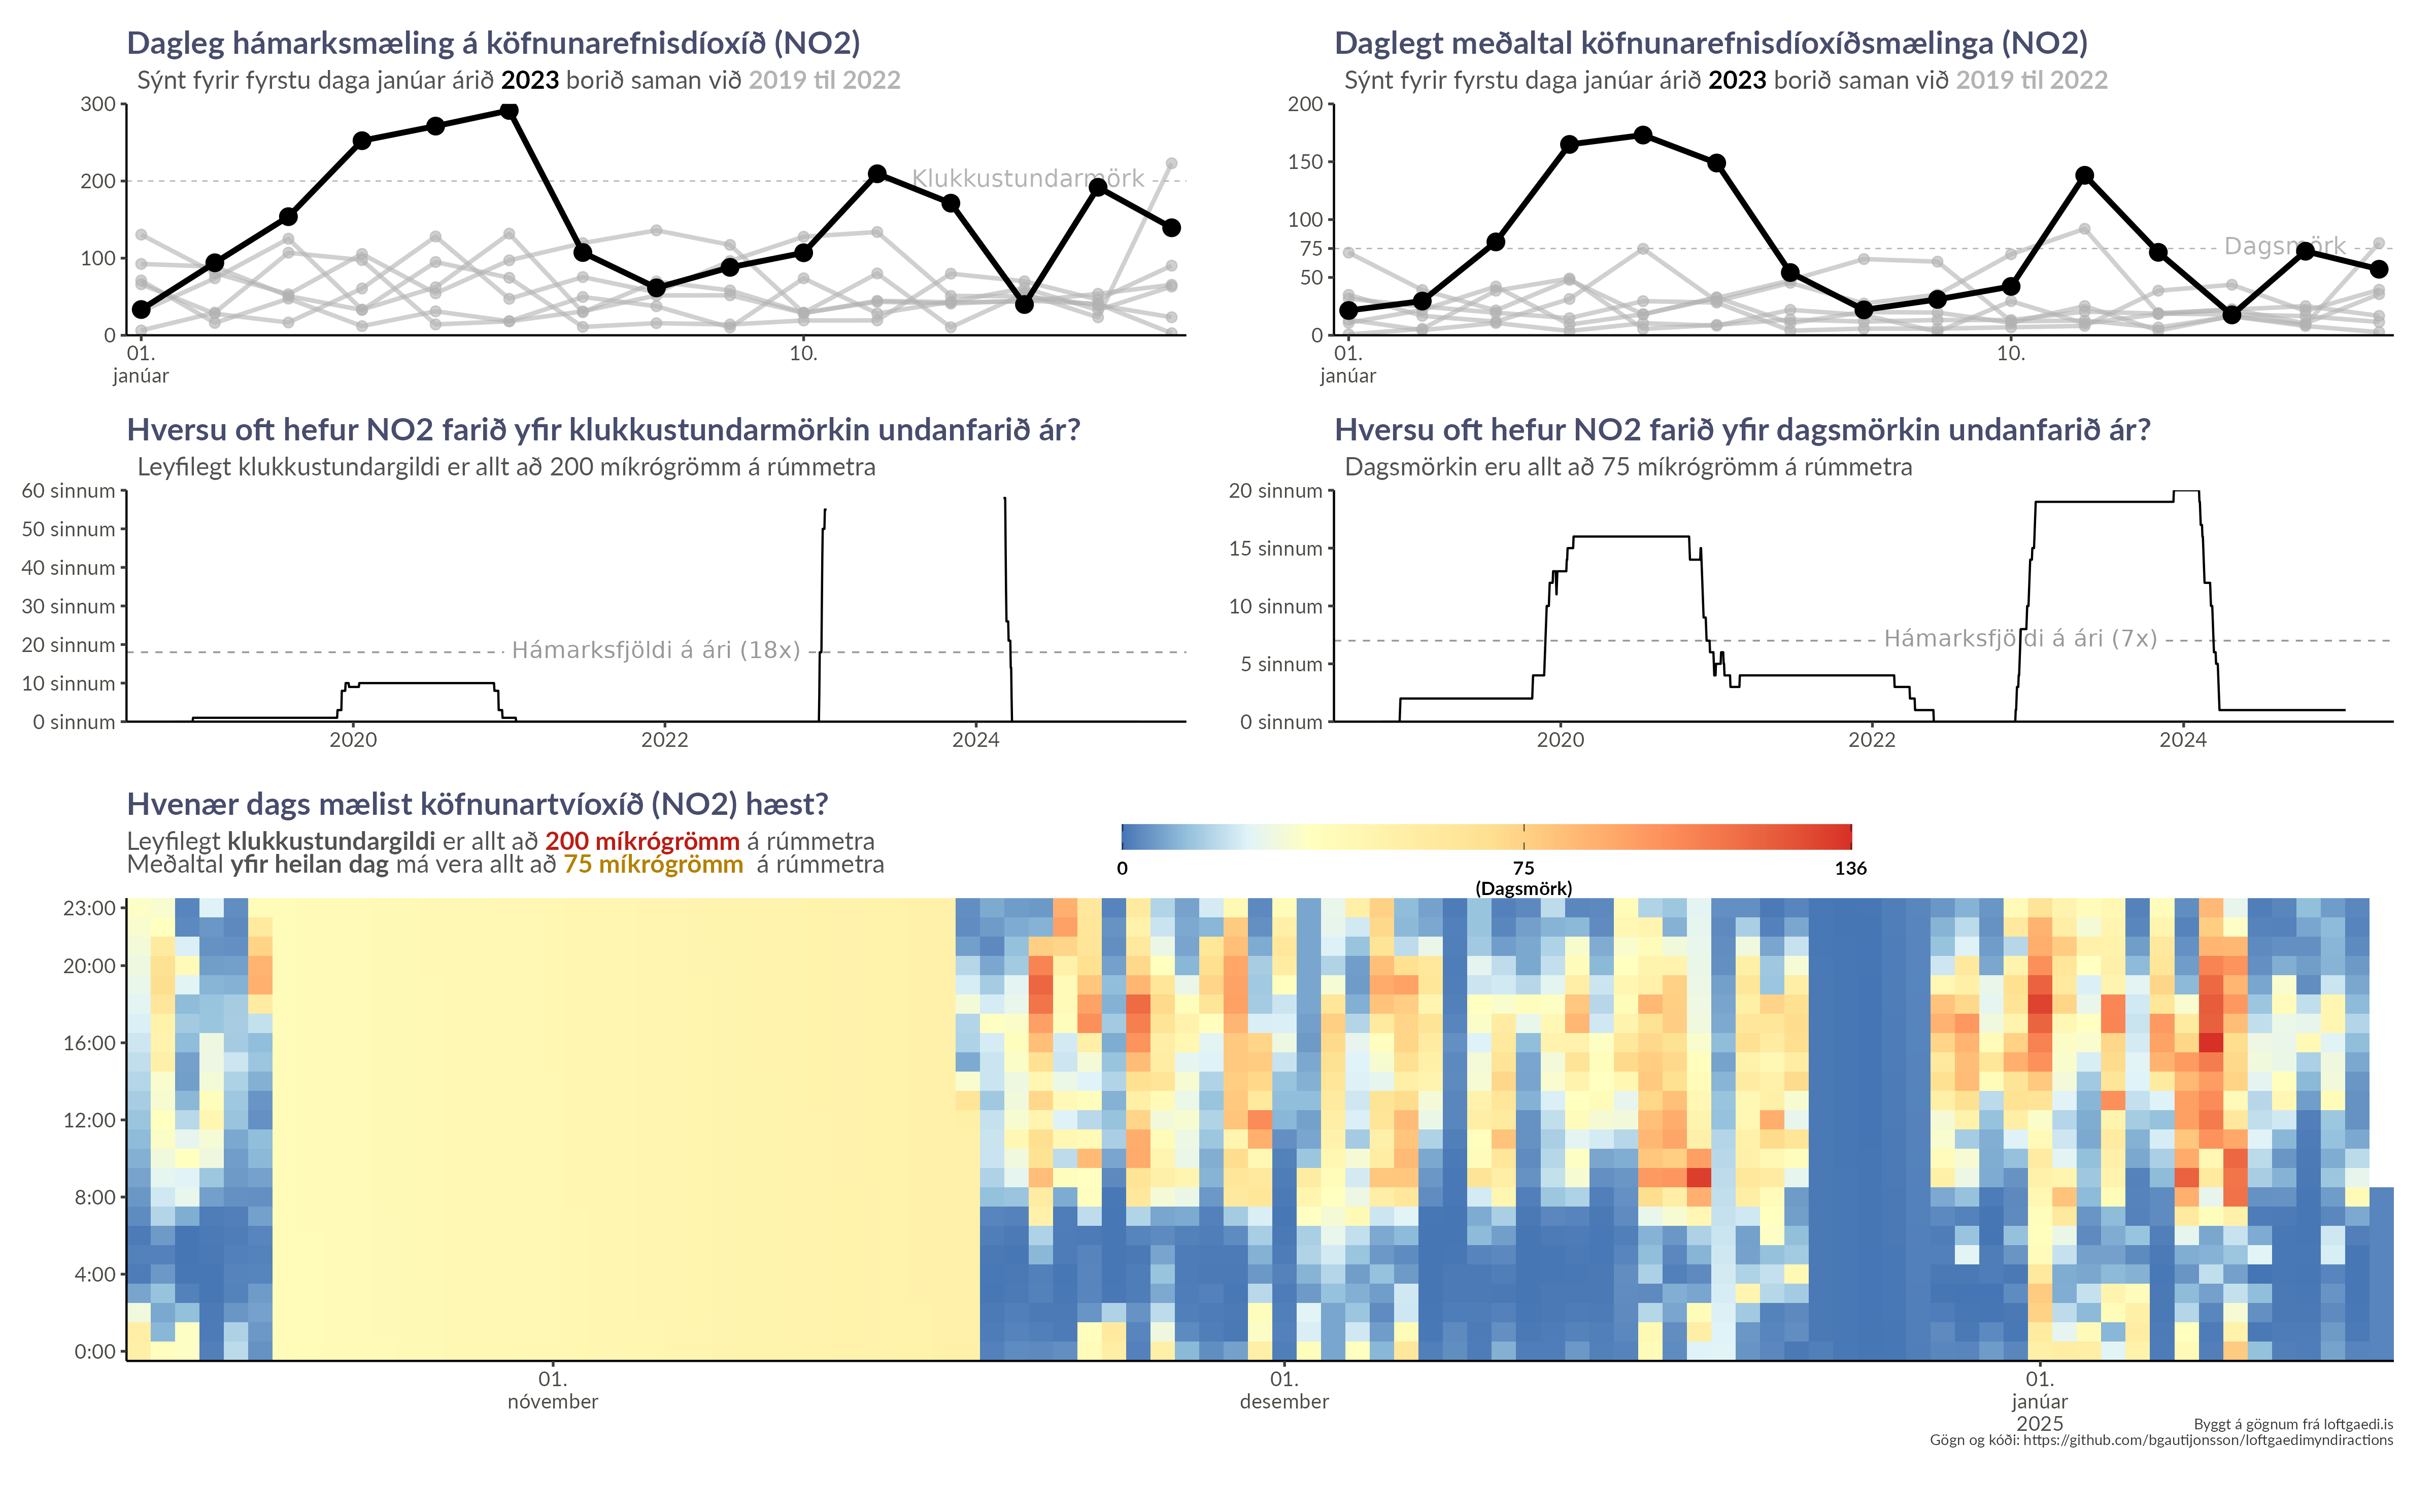 Dagleg hámarksmæling á köfnunarefnisdíoxíð (NO2)
Sýnt fyrir fyrstu daga janúar árið 2023 borið saman við 2019 til 2022
300
200
100
0
Klukkustundarmörk
01.
janúar
10.
Daglegt meðaltal köfnunarefnisdíoxíðsmælinga (NO2)
Sýnt fyrir fyrstu daga janúar árið 2023 borið saman við 2019 til 2022
200
150
100
75
50
0
Dagsmörk
01.
janúar
10.
Hversu oft hefur NO2 farið yfir klukkustundarmörkin undanfarið ár?
Leyfilegt klukkustundargildi er allt að 200 míkrógrömm á rúmmetra
60 sinnum
50 sinnum
40 sinnum
30 sinnum
20 sinnum
10 sinnum
0 sinnum
Hámarksfjöldi á ári (18x)
2020
2022
2024
Hversu oft hefur NO2 farið yfir dagsmörkin undanfarið ár?
Dagsmörkin eru allt að 75 míkrógrömm á rúmmetra
20 sinnum
15 sinnum
10 sinnum
5 sinnum
0 sinnum
Hámarksfjöldi á ári (7x)
2020
2022
2024
Hvenær dags mælist köfnunartvíoxíð (NO2) hæst?
Leyfilegt klukkustundargildi er allt að 200 míkrógrömm á rúmmetra
Meðaltal yfir heilan dag má vera allt að 75 míkrógrömm á rúmmetra
0
75
(Dagsmörk)
136
23:00
20:00
16:00
12:00
8:00
4:00
0:00
01.
nóvember
01.
desember
01.
janúar
2025
Byggt á gögnum frá loftgaedi.is
Gögn og kóði: https://github.com/bgautijonsson/loftgaedimyndiractions